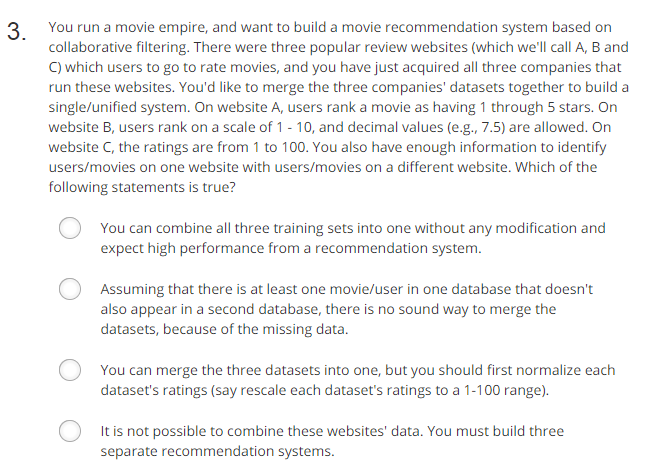 3. You run a movie empire, and want to build a movie recommendation system based on
collaborative filtering. There were three popular review websites (which we'll call A, B and
C) which users to go to rate movies, and you have just acquired all three companies that
run these websites. You'd like to merge the three companies' datasets together to build a
single/unified system. On website A, users rank a movie as having 1 through 5 stars. On
website B, users rank on a scale of 1 - 10, and decimal values (e.g., 7.5) are allowed. On
website C, the ratings are from 1 to 100. You also have enough information to identify
users/movies on one website with users/movies on a different website. Which of the
following statements is true?
You can combine all three training sets into one without any modification and
expect high performance from a recommendation system.
Assuming that there is at least one movie/user in one database that doesn't
also appear in a second database, there is no sound way to merge the
datasets, because of the missing data.
You can merge the three datasets into one, but you should first normalize each
dataset's ratings (say rescale each dataset's ratings to a 1-100 range).
It is not possible to combine these websites' data. You must build three
separate recommendation systems.